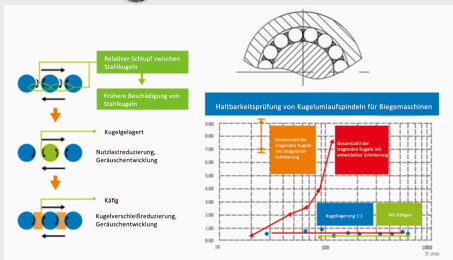 Relativer Schlupf zwischen
Stahlkugeln
Frühere Beschädigung von
Stahlkugeln
Kugelgelagert
Nutzlastreduzierung,
Geräuschentwicklung
Käfig
Kugelverschleißreduzierung,
Geräuschentwicklung
Haltbarkeitsprüfung von Kugelumlaufspindeln für Biegemaschinen
9.00
8.00
7.00
6.00
5.00
4.00
3.00
2.00
1.00
0.00
Gesamtzahl der
tragenden Kugeln
mit integrierter
Schmierung
Gesamtanzahl der
tragenden Kugeln mit
entwickelter Schmierung
Kugellagerung 1:1
Mit Käfigen
10
100
1000